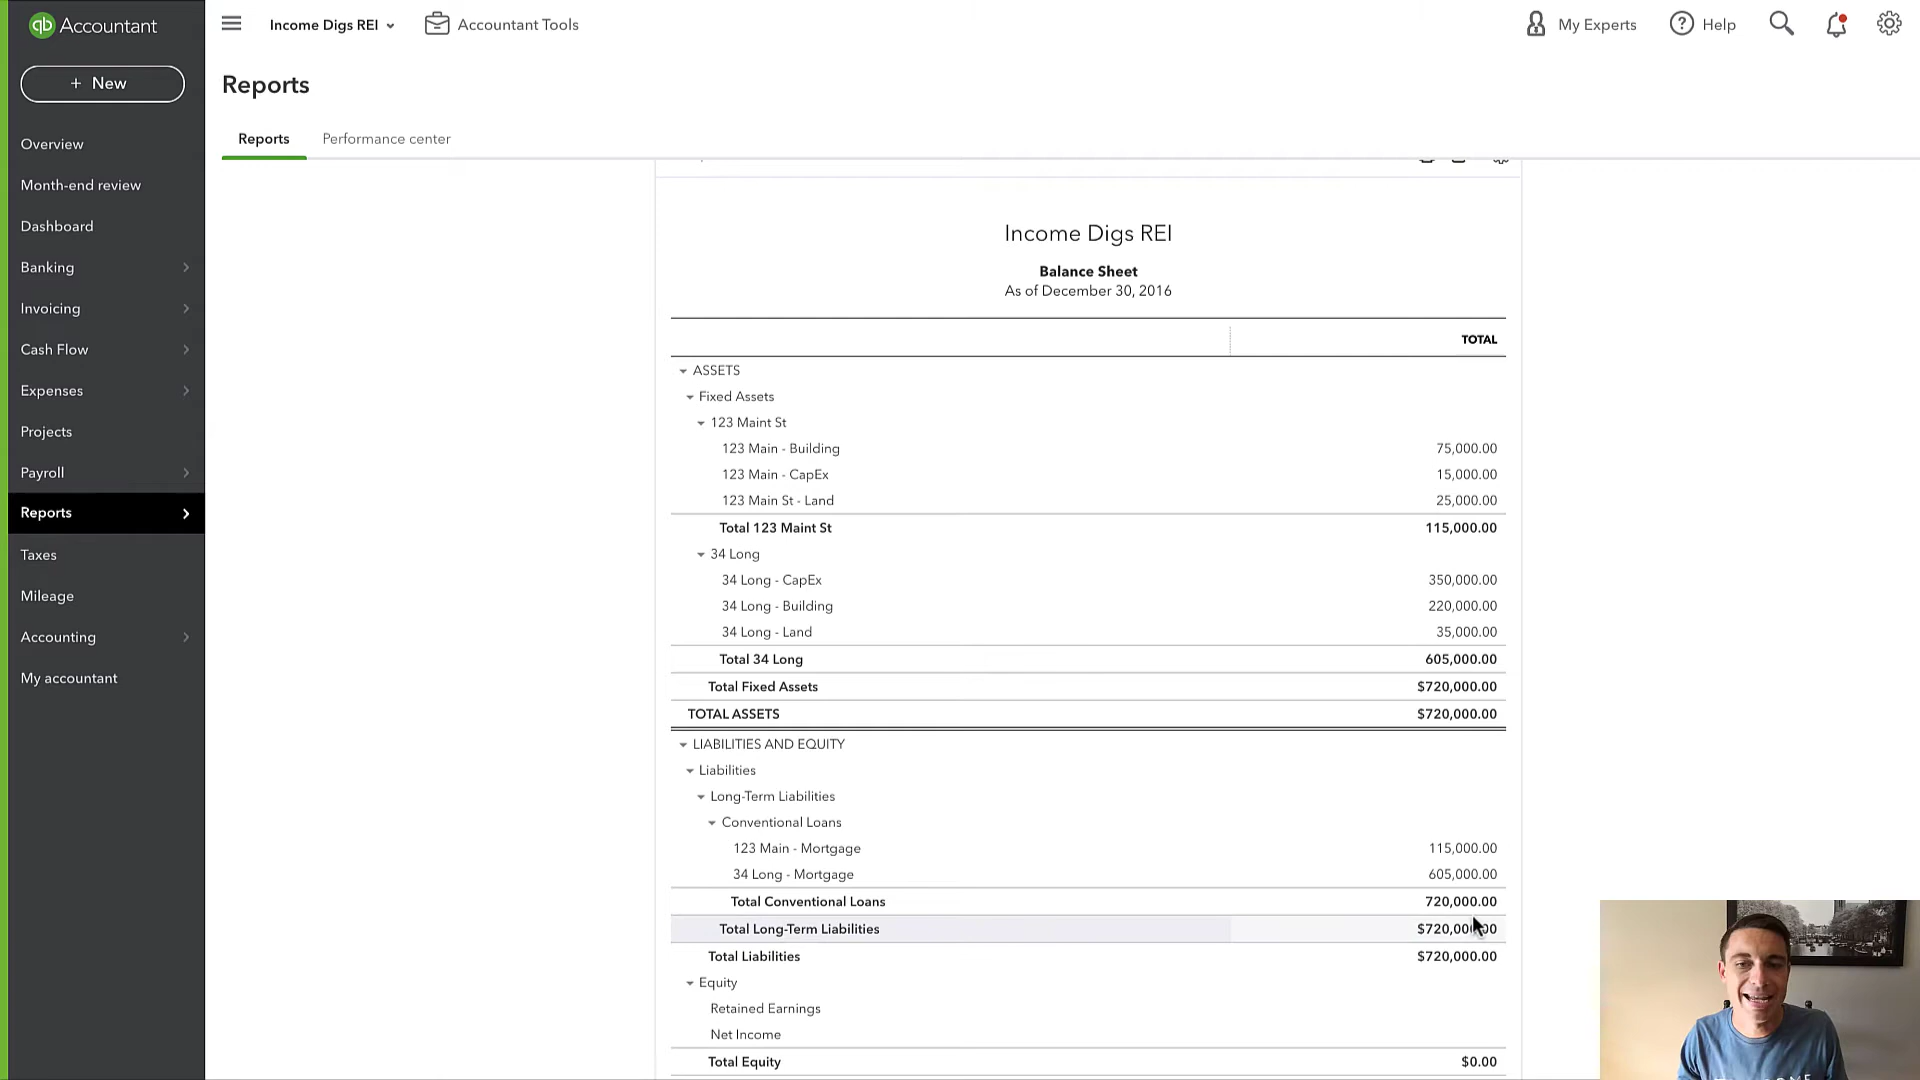 qb Accountant
+ New
Overview
Month-end review
Dashboard
Banking
Invoicing
Cash Flow
Expenses
Projects
Payroll
Reports
Taxes
Mileage
Accounting
My accountant
Income Digs REI
Accountant Tools
My Experts
Help
Reports
Reports Performance center
Income Digs REI
Balance Sheet
As of December 30, 2016
TOTAL
ASSETS
Fixed Assets
123 Maint St
123 Main - Building 75,000.00
123 Main - CapEx 15,000.00
123 Main St - Land 25,000.00
Total 123 Maint St 115,000.00
34 Long
34 Long - CapEx 350,000.00
34 Long - Building 220,000.00
34 Long - Land 35,000.00
Total 34 Long 605,000.00
Total Fixed Assets $720,000.00
TOTAL ASSETS $720,000.00
LIABILITIES AND EQUITY
Liabilities
Long-Term Liabilities
Conventional Loans
123 Main - Mortgage 115,000.00
34 Long - Mortgage 605,000.00
Total Conventional Loans 720,000.00
Total Long-Term Liabilities $720,000.00
Total Liabilities $720,000.00
Equity
Retained Earnings
Net Income
Total Equity $0.00